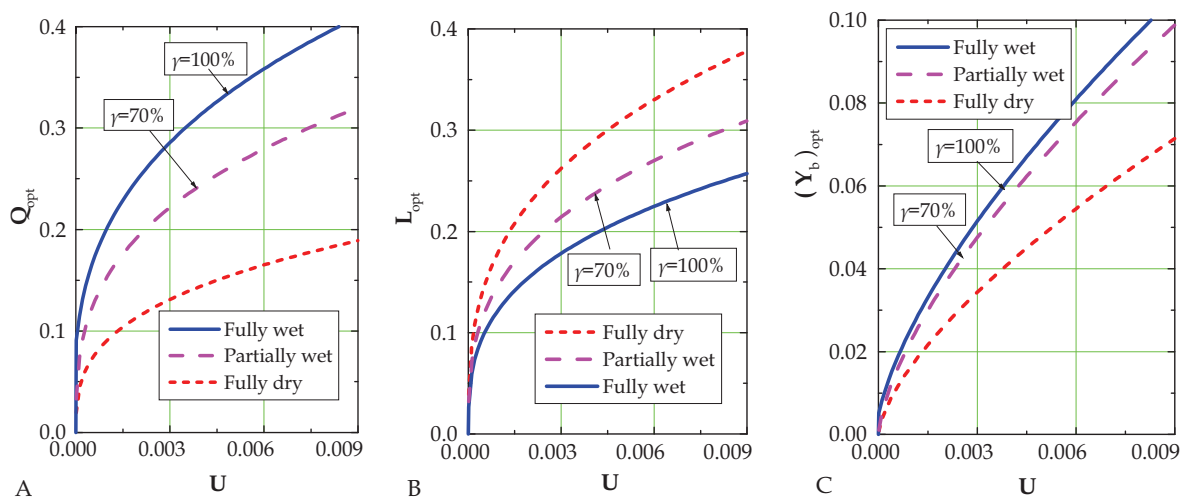 0.4
0.3
0.2
0.1
0.0
Q opt
γ=100%
γ=70%
Fully wet
Partially wet
Fully dry
0.000 0.003 0.006 0.009
U
A
0.4
0.3
0.2
0.1
0.0
L opt
γ=70%
γ=100%
Fully dry
Partially wet
Fully wet
0.000 0.003 0.006 0.009
U
B
0.10
0.08
0.06
0.04
0.02
0.00
(Y b ) opt
Fully wet
Partially wet
Fully dry
γ=100%
γ=70%
0.000 0.003 0.006 0.009
U
C